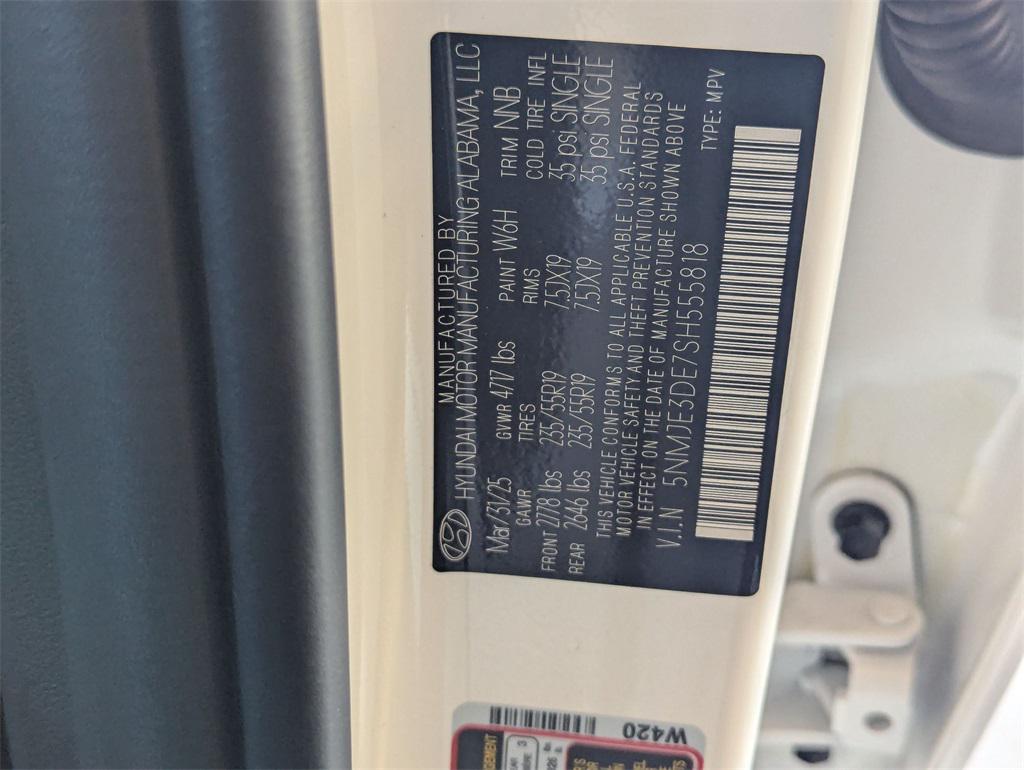 MANUFACTURED BY
HYUNDAI MOTOR MANUFACTURING ALABAMA, LLC
Mar/31/25 GVWR 4717 lbs PAINT W6H TRIM NNB
GAWR TIRES RIMS COLD TIRE INFL
FRONT 2778 lbs 235/55R19 7.5JX19 35 psi SINGLE
REAR 2646 lbs 235/55R19 7.5JX19 35 psi SINGLE
THIS VEHICLE CONFORMS TO ALL APPLICABLE U.S.A. FEDERAL
MOTOR VEHICLE SAFETY AND THEFT PREVENTION STANDARDS
IN EFFECT ON THE DATE OF MANUFACTURE SHOWN ABOVE
V.I.N 5NMJE3DE7SH555818 TYPE: MPV
W420